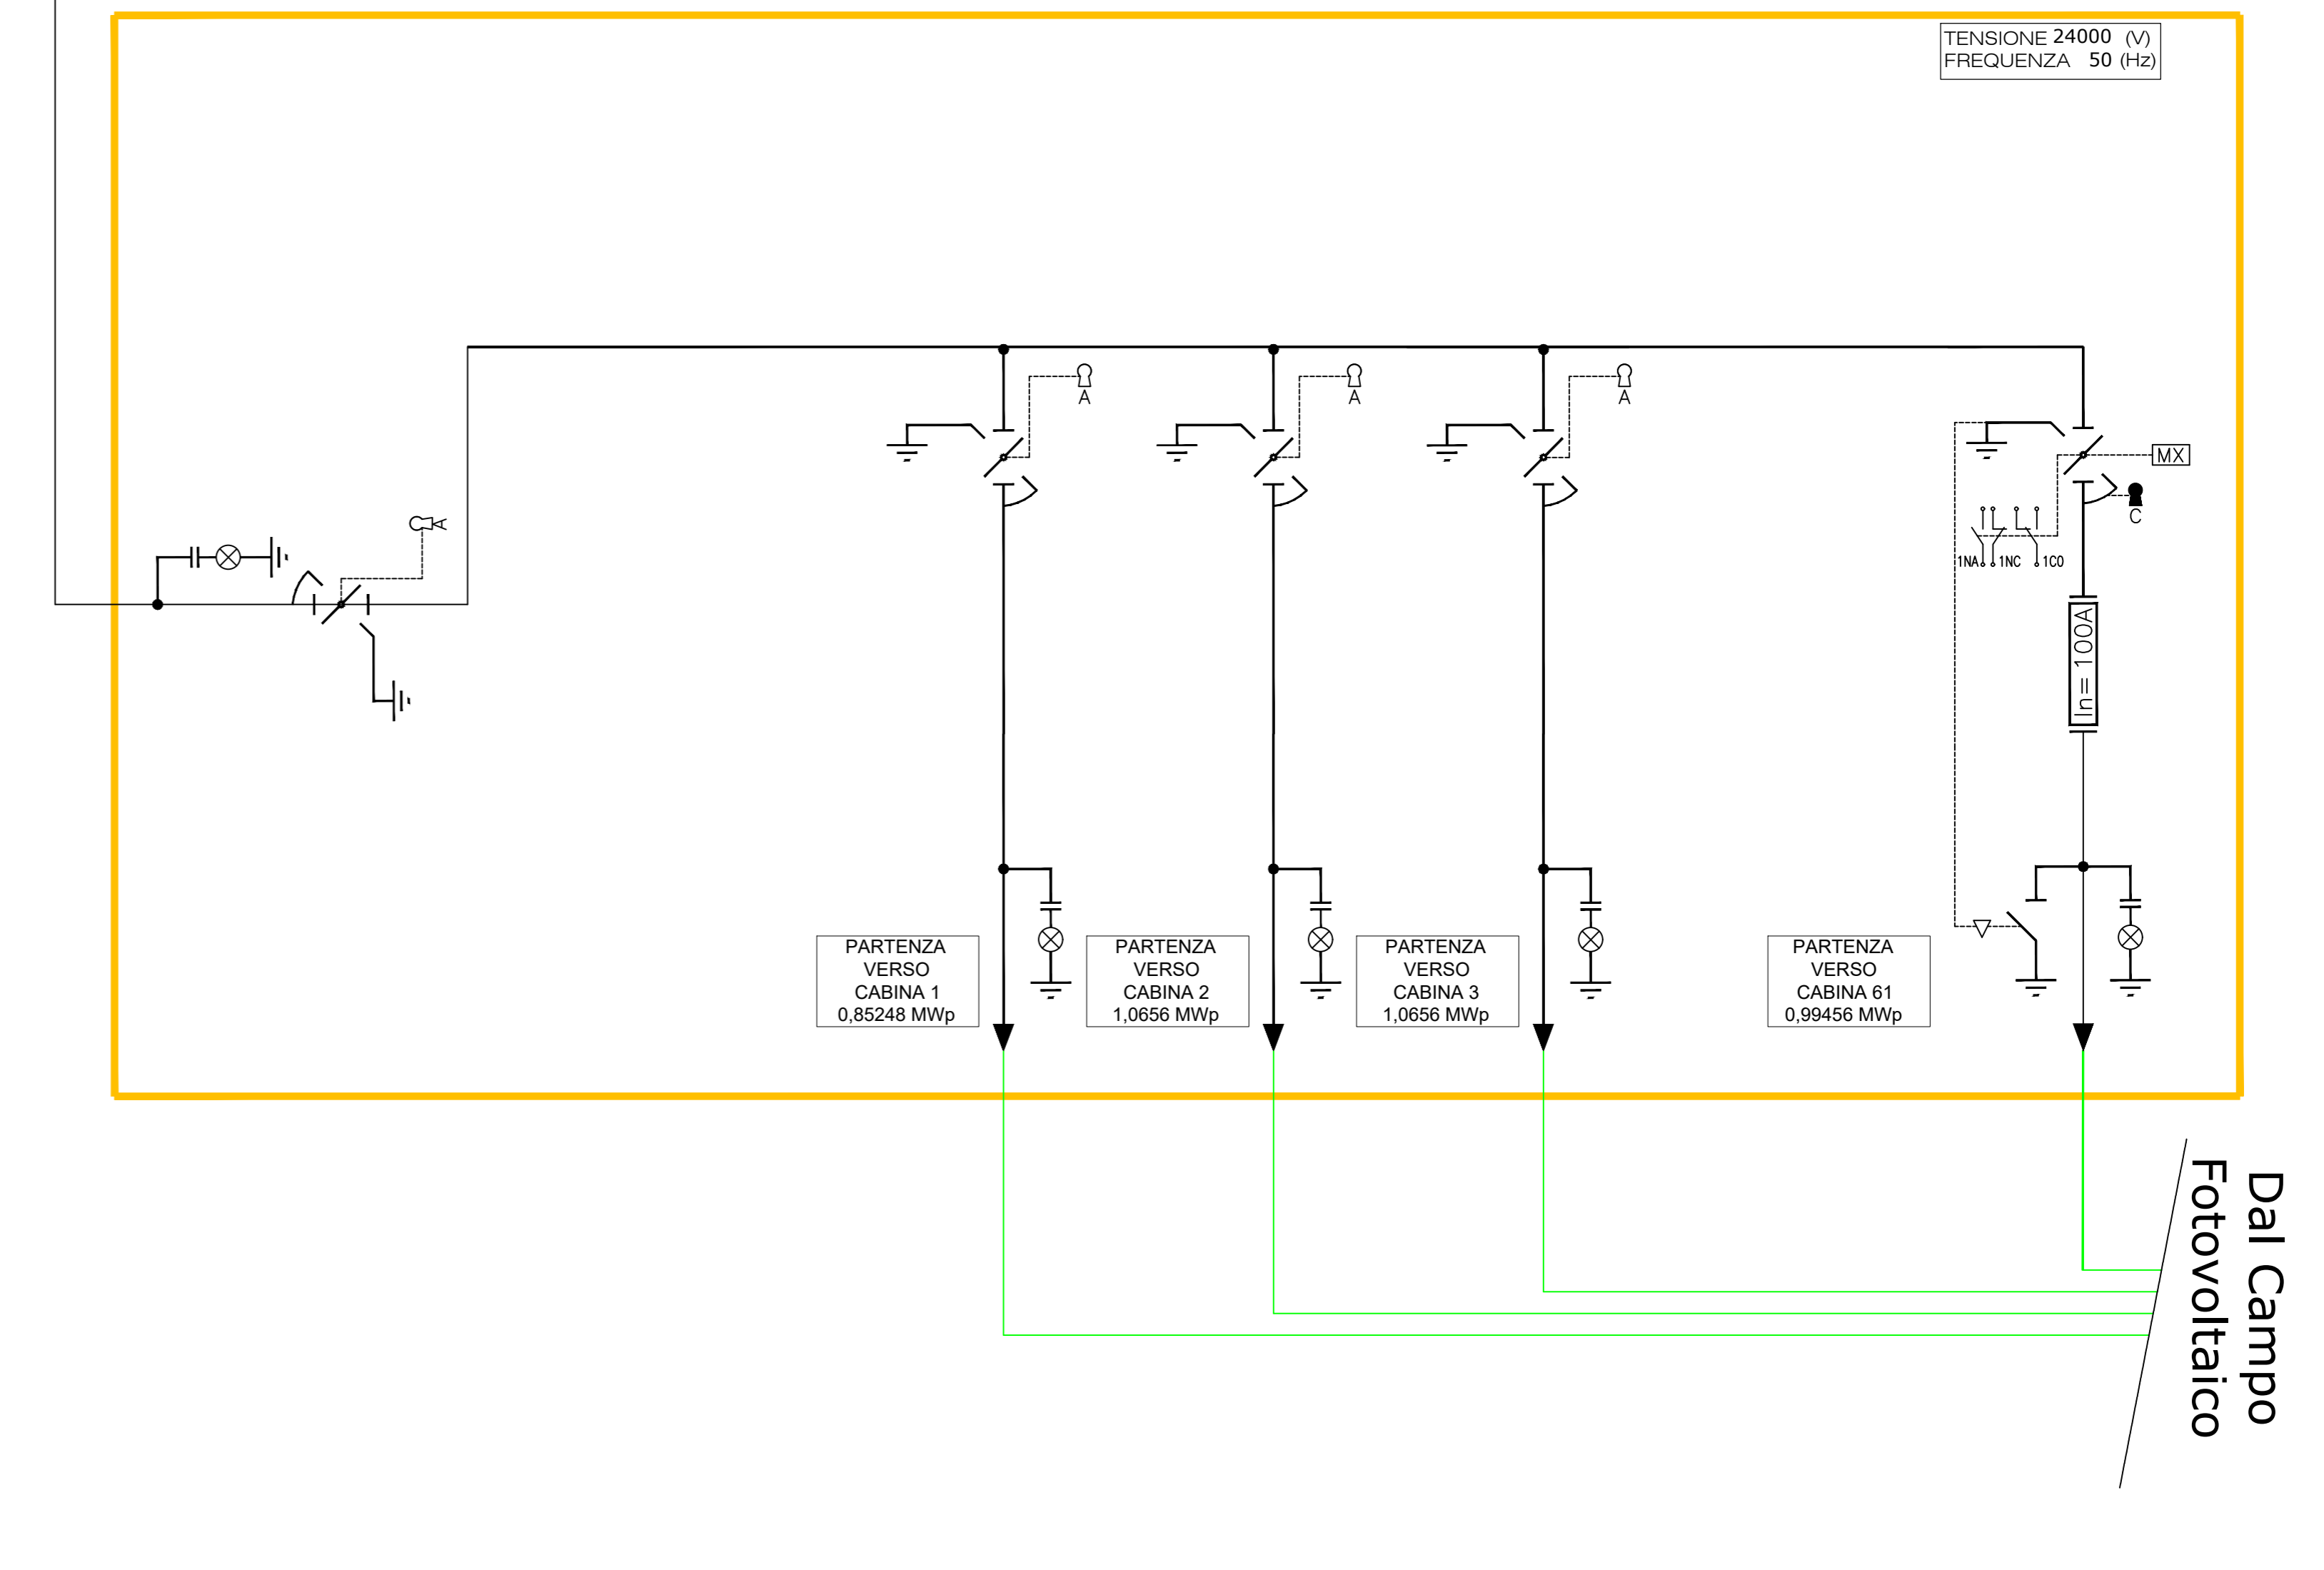 TENSIONE 24000 (V)
FREQUENZA 50 (Hz)
A
A
A
A
MX
C
1NA 1NC 1CO
In= 100A
PARTENZA
VERSO
CABINA 1
0,85248 MWp
PARTENZA
VERSO
CABINA 2
1,0656 MWp
PARTENZA
VERSO
CABINA 3
1,0656 MWp
PARTENZA
VERSO
CABINA 61
0,99456 MWp
Dal Campo
Fotovoltaico